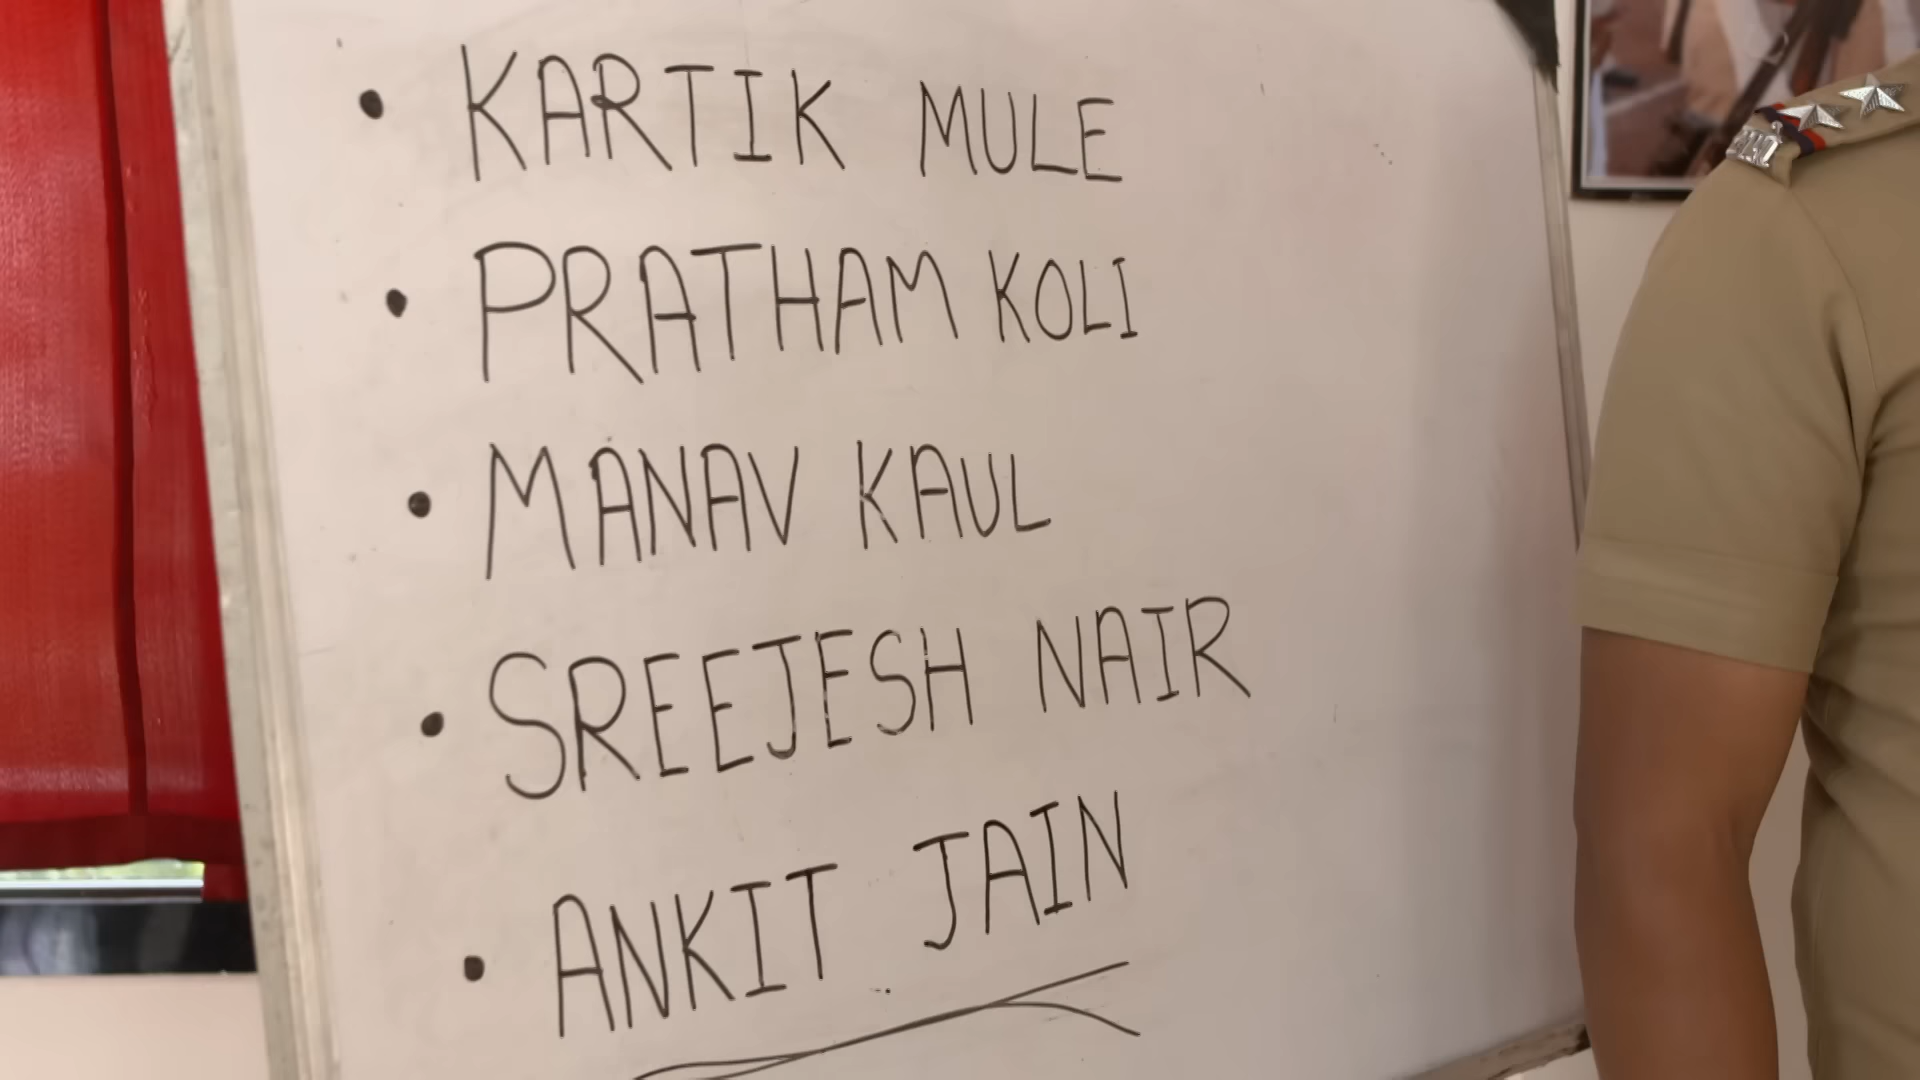 • KARTIK MULE
• PRATHAM KOLI
• MANAV KAUL
• SREEJESH NAIR
• ANKIT JAIN